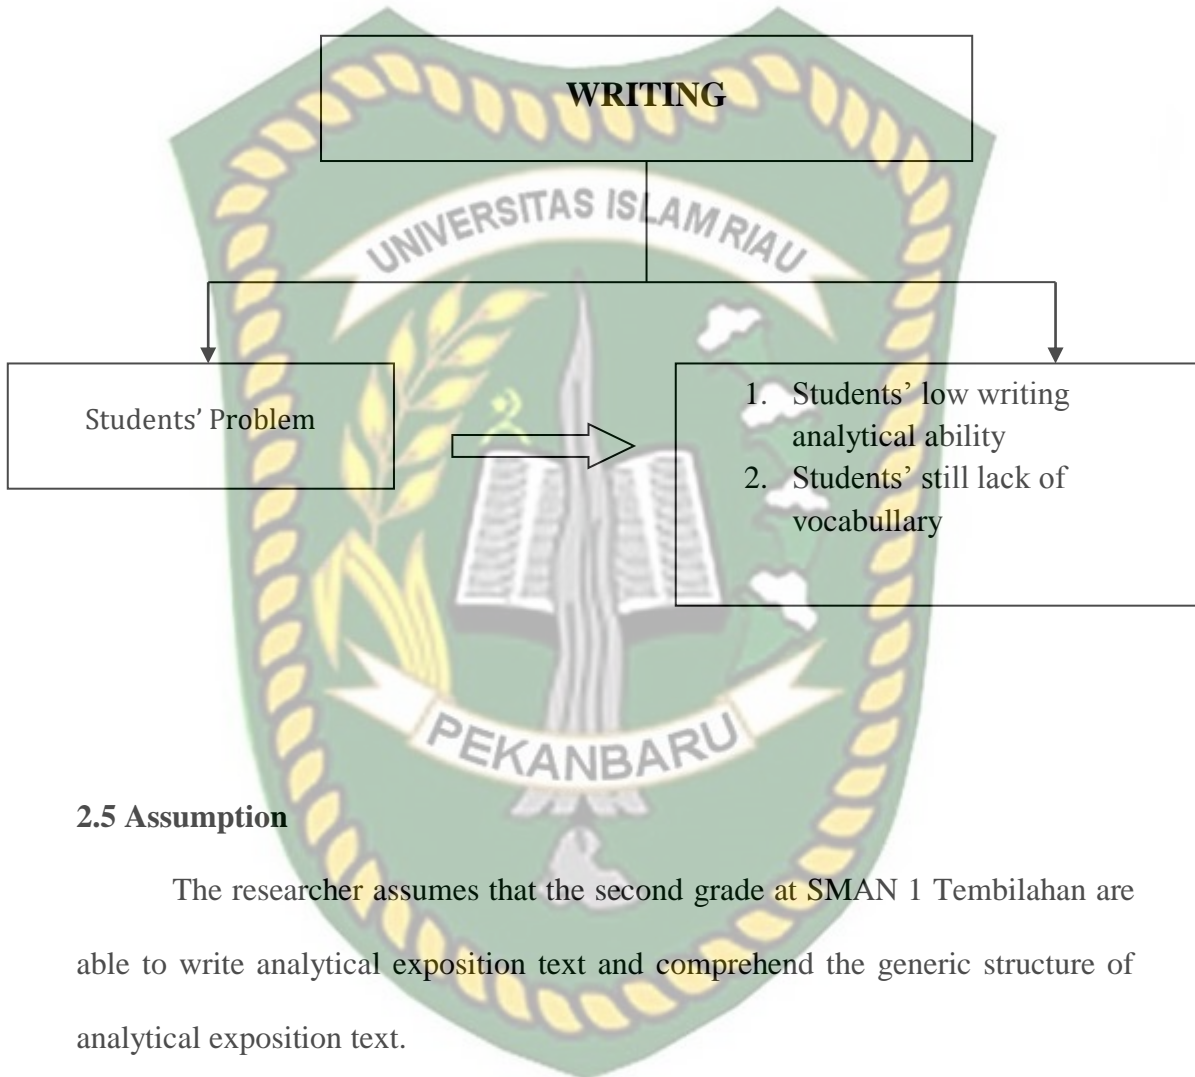 WRITING
UNIVERSITAS ISLAM RIAU
Students’ Problem
1. Students’ low writing
analytical ability
2. Students’ still lack of
vocabullary
PEKANBARU
2.5 Assumption
The researcher assumes that the second grade at SMAN 1 Tembilahan are
able to write analytical exposition text and comprehend the generic structure of
analytical exposition text.